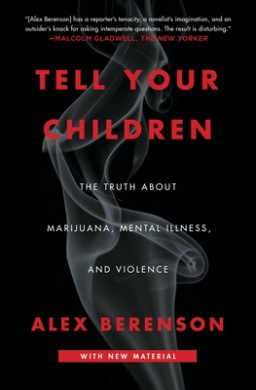 "[Alex Berenson] has a reporter's tenacity, a novelist's imagination, and an
outsider's knack for asking intemperate questions. The result is disturbing."
—MALCOLM GLADWELL, THE NEW YORKER
TELL YOUR
CHILDREN
THE TRUTH ABOUT
MARIJUANA, MENTAL ILLNESS,
AND VIOLENCE
ALEX BERENSON
WITH NEW MATERIAL